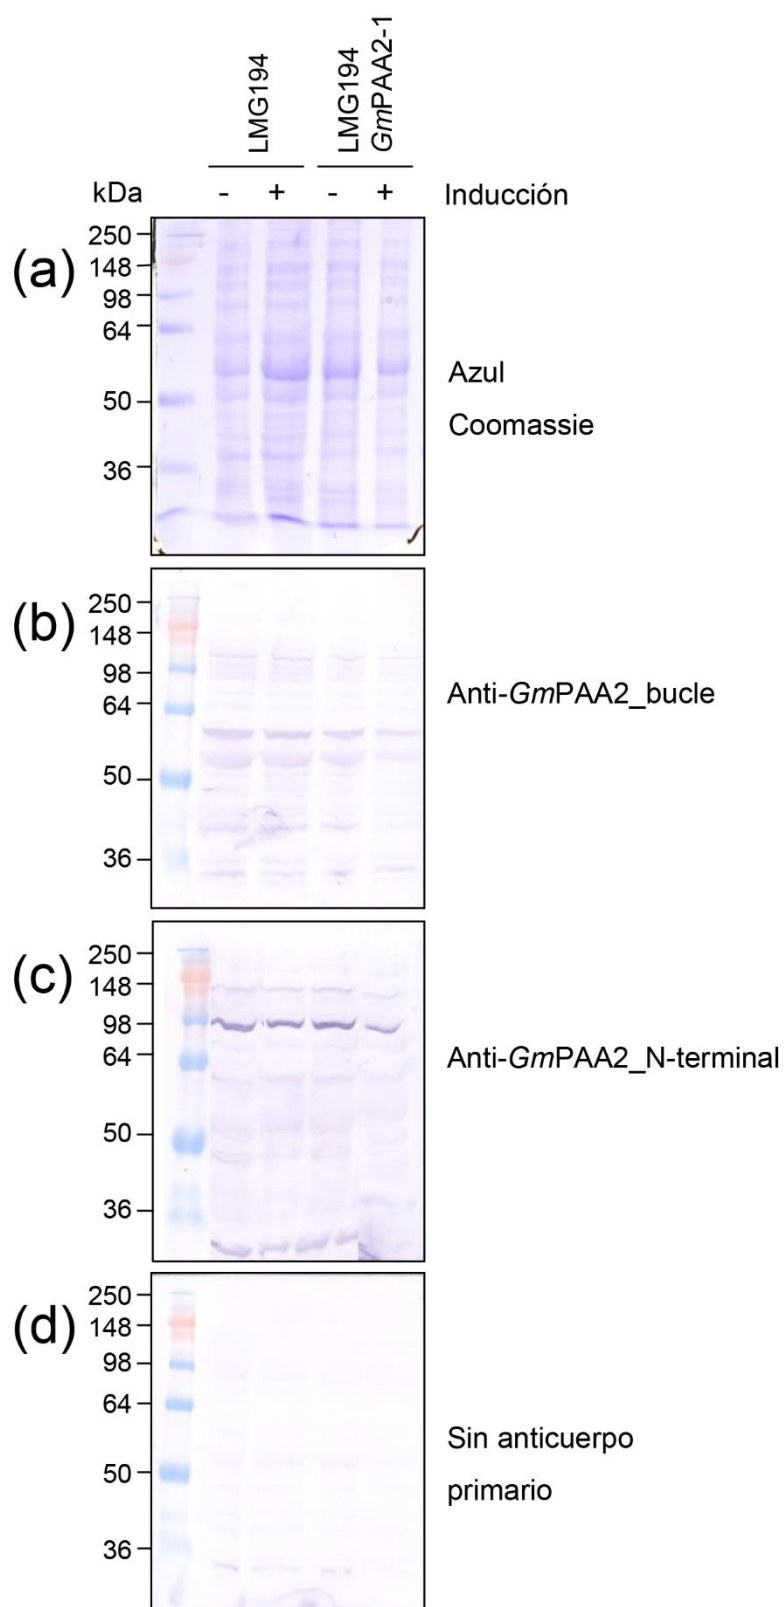 LMG194
LMG194
GmPAA2-1
kDa - + - + Inducción
(a)
250
148
98
64
50
36
Azul
Coomassie
(b)
250
148
98
64
50
36
Anti-GmPAA2_bucle
(c)
250
148
98
64
50
36
Anti-GmPAA2_N-terminal
(d)
250
148
98
64
50
36
Sin anticuerpo
primario